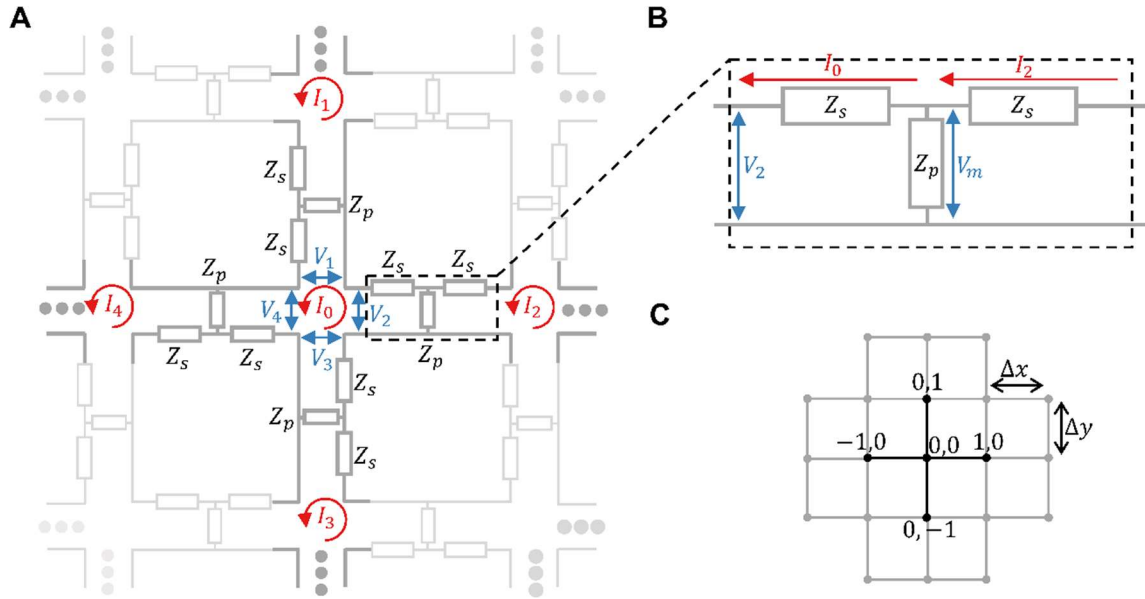 A
I₁
Zₛ
Zₚ
Zₛ
V₁
Zₚ
Zₛ
Zₛ
I₄
V₄
I₀
V₂
I₂
V₃
Zₛ
Zₛ
Zₚ
Zₛ
Zₚ
Zₛ
I₃
B
I₀
I₂
Zₛ
Zₛ
V₂
Zₚ
Vₘ
C
0,1
Δx
Δy
−1,0
0,0
1,0
0,−1